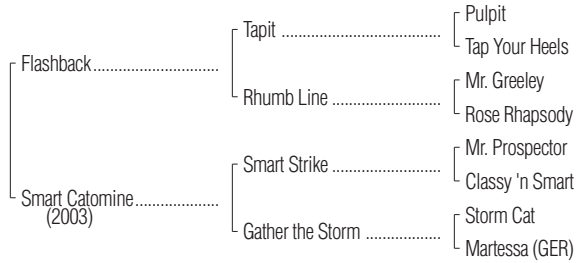 Pulpit
Tapit
Tap Your Heels
Flashback
Mr. Greeley
Rhumb Line
Rose Rhapsody
Mr. Prospector
Smart Strike
Classy 'n Smart
Smart Catomine
(2003)
Storm Cat
Gather the Storm
Martessa (GER)